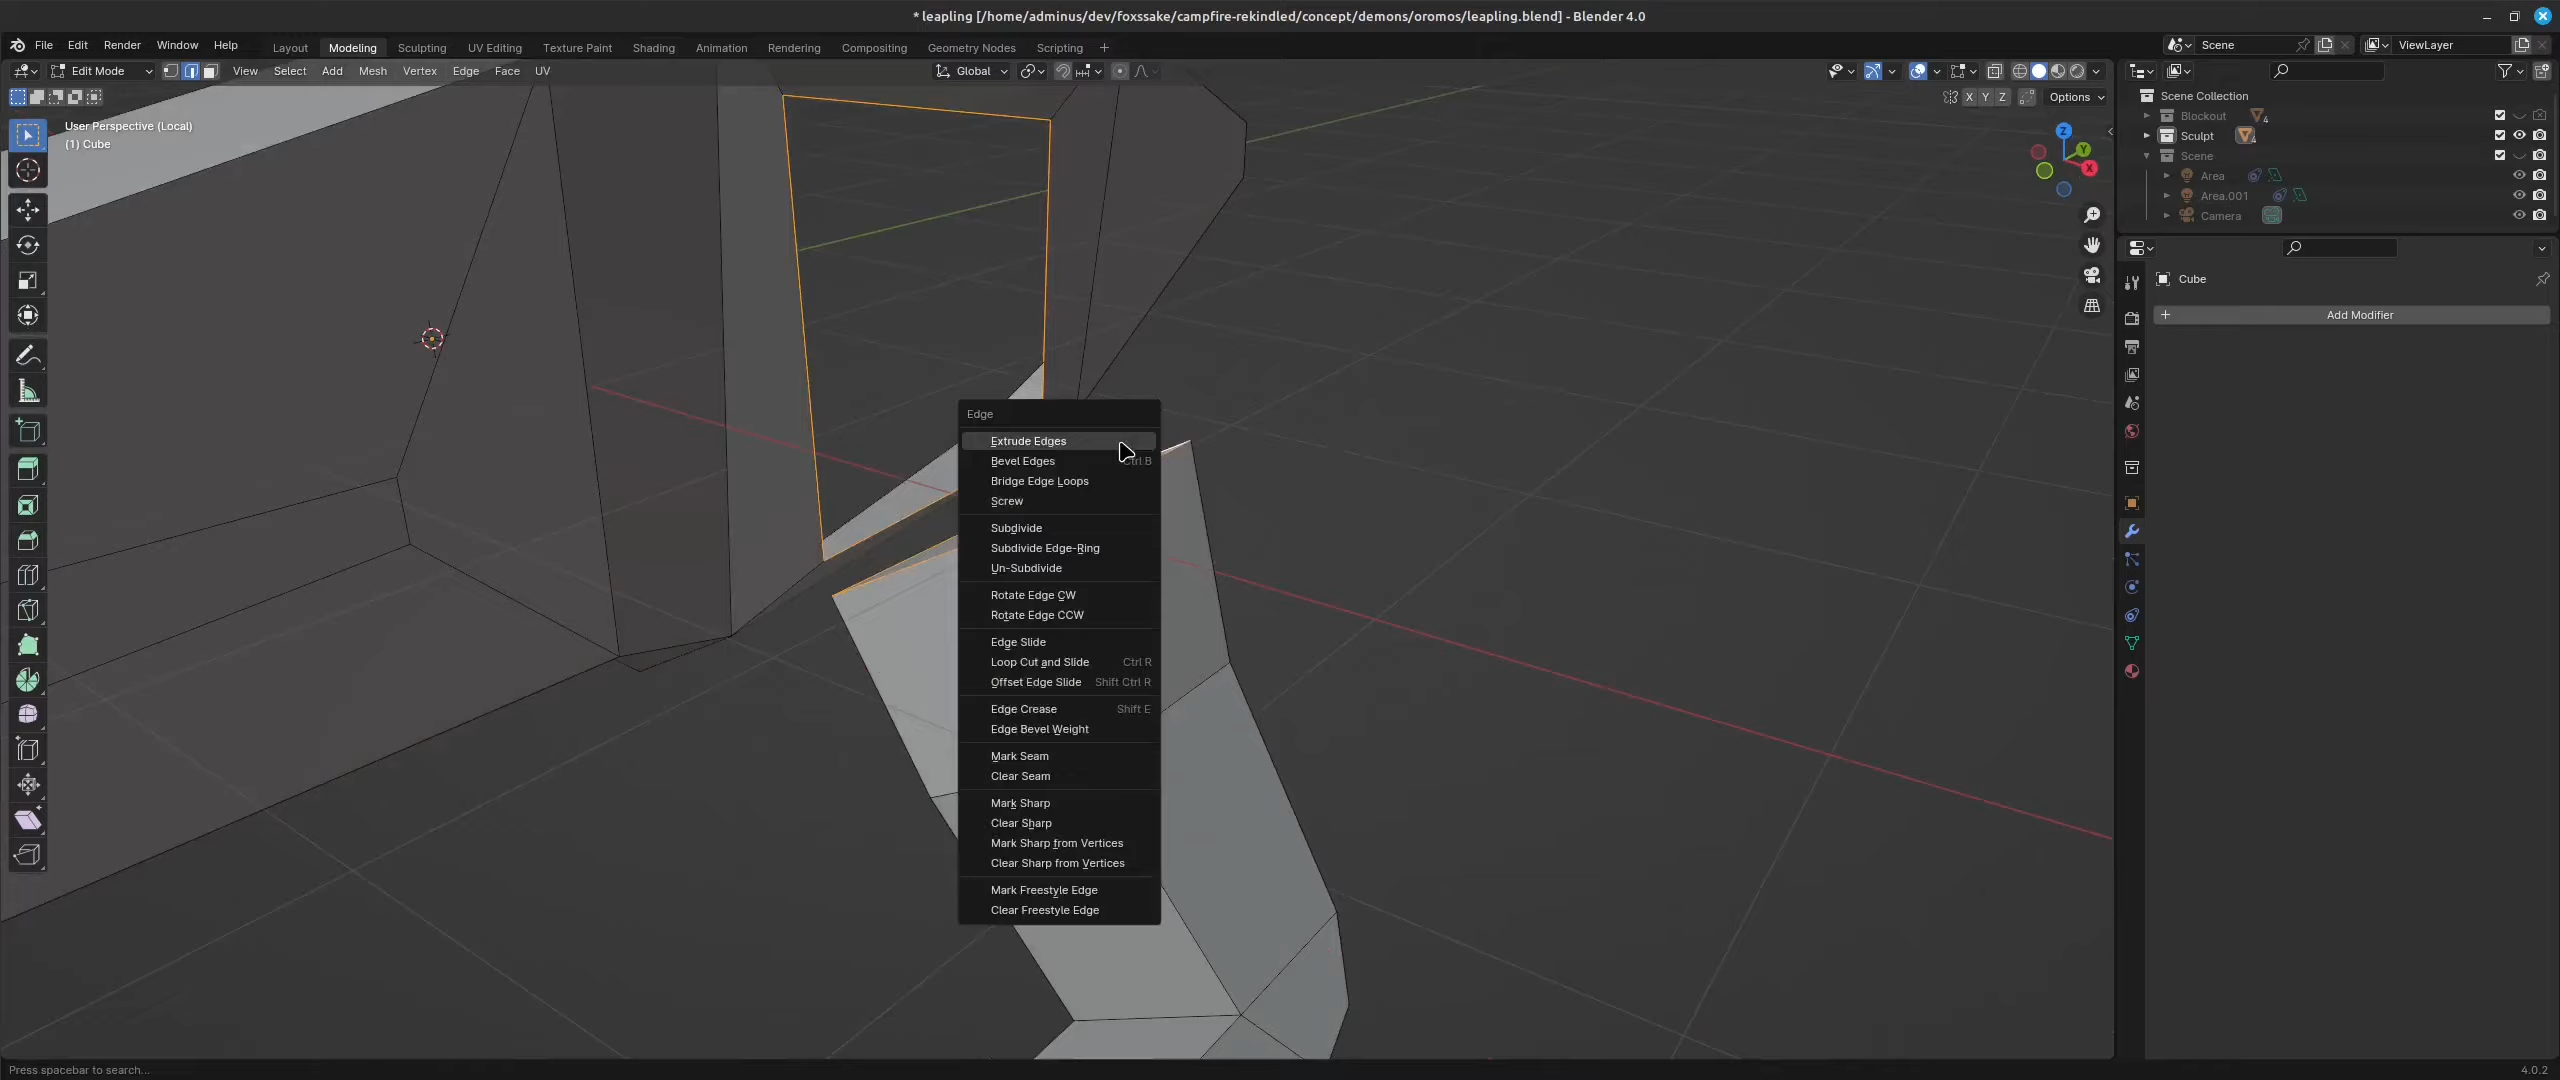 * leapling [/home/adminus/dev/foxssake/campfire-rekindled/concept/demons/oromos/leapling.blend] - Blender 4.0
File Edit Render Window Help Layout Modeling Sculpting UV Editing Texture Paint Shading Animation Rendering Compositing Geometry Nodes Scripting + Scene ViewLayer
Edit Mode View Select Add Mesh Vertex Edge Face UV Global
X Y Z Options
User Perspective (Local)
(1) Cube
Z
Y
X
Scene Collection
Blockout 4
Sculpt 4
Scene
Area
Area.001
Camera
Cube
+ Add Modifier
Edge
Extrude Edges
Bevel Edges Ctrl B
Bridge Edge Loops
Screw
Subdivide
Subdivide Edge-Ring
Un-Subdivide
Rotate Edge CW
Rotate Edge CCW
Edge Slide
Loop Cut and Slide Ctrl R
Offset Edge Slide Shift Ctrl R
Edge Crease Shift E
Edge Bevel Weight
Mark Seam
Clear Seam
Mark Sharp
Clear Sharp
Mark Sharp from Vertices
Clear Sharp from Vertices
Mark Freestyle Edge
Clear Freestyle Edge
Press spacebar to search...
4.0.2